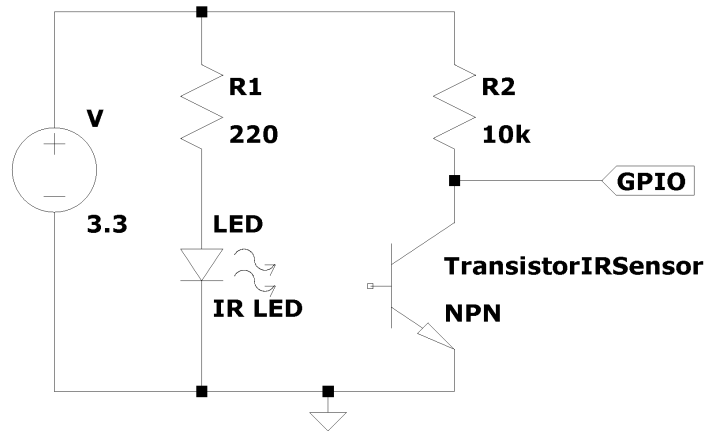 R1
R2
V
220
10k
GPIO
3.3
LED
TransistorIRSensor
IR LED
NPN